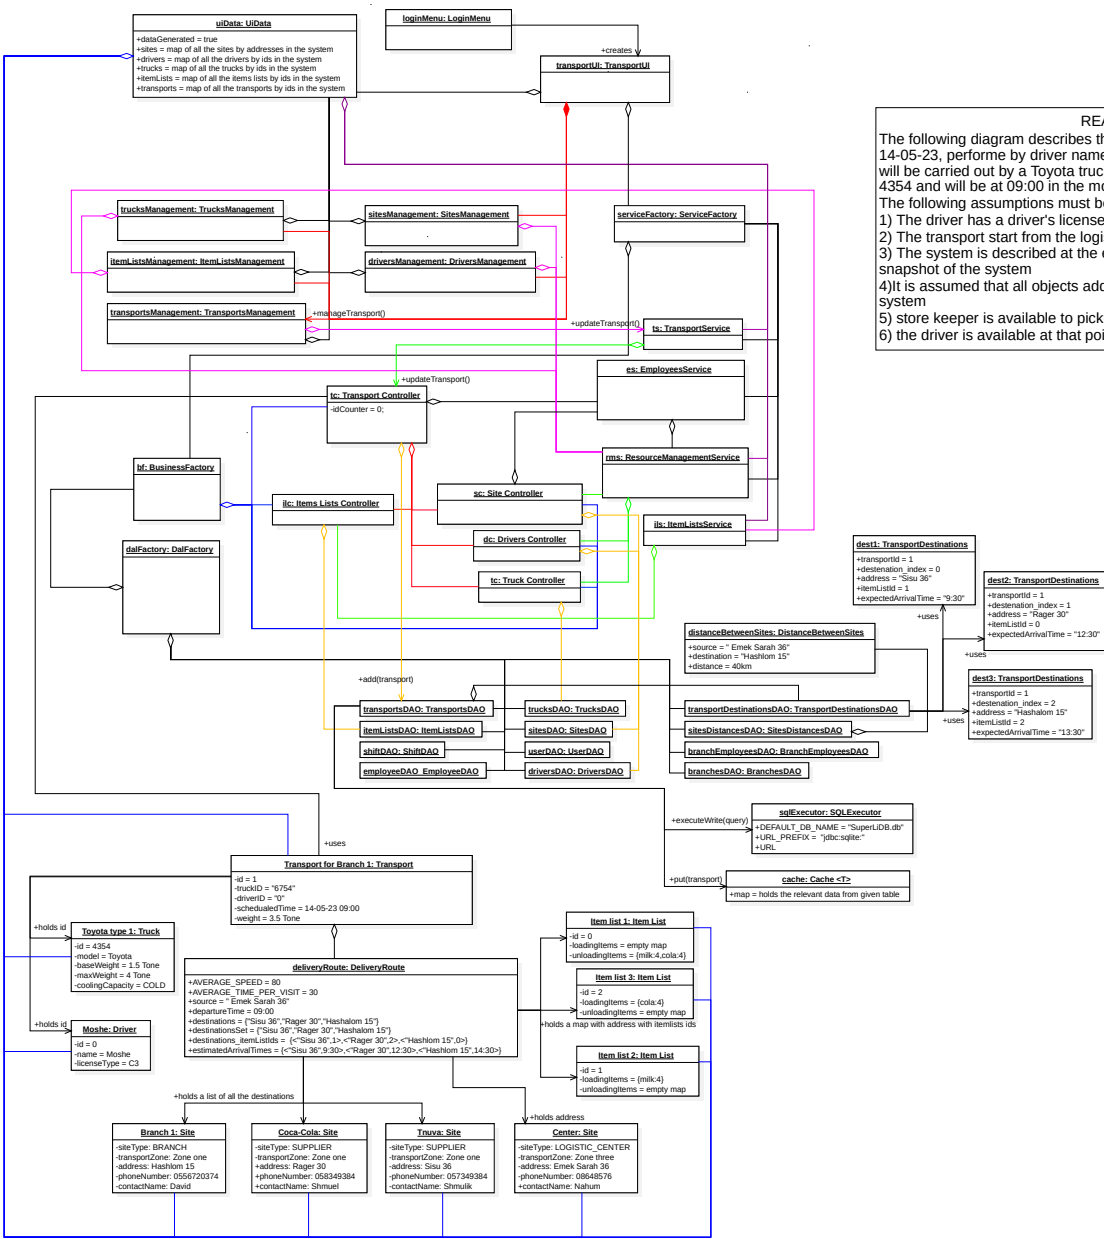 uiData: UiData
+dataGenerated = true
+sites = map of all the sites by addresses in the system
+drivers = map of all the drivers by ids in the system
+trucks = map of all the trucks by ids in the system
+itemLists = map of all the items lists by ids in the system
+transports = map of all the transports by ids in the system
loginMenu: LoginMenu
+creates
transportUI: TransportUI
The following diagram describes
14-05-23, performe by driver name
will be carried out by a Toyota
4354 and will be at 09:00 in the
The following assumptions must
1) The driver has a driver's license
2) The transport start from the
3) The system is described at the
snapshot of the system
4)It is assumed that all objects
system
5) store keeper is available to pick
6) the driver is available at that
trucksManagement: TrucksManagement
sitesManagement: SitesManagement
serviceFactory: ServiceFactory
itemListsManagement: ItemListsManagement
driversManagement: DriversManagement
transportsManagement: TransportsManagement
+manageTransport()
+updateTransport()
ts: TransportService
es: EmployeesService
+updateTransport()
tc: Transport Controller
-idCounter = 0;
bf: BusinessFactory
rms: ResourceManagementService
ilc: Items Lists Controller
sc: Site Controller
ils: ItemListsService
dc: Drivers Controller
tc: Truck Controller
dalFactory: DalFactory
dest1: TransportDestinations
+transportId = 1
+destenation_index = 0
+address = "Sisu 36"
+itemListId = 1
+expectedArrivalTime = "9:30"
dest2: TransportDestinations
+transportId = 1
+destenation_index = 1
+address = "Rager 30"
+itemListId = 0
+expectedArrivalTime = "12:30"
+uses
+uses
distanceBetweenSites: DistanceBetweenSites
+source = " Emek Sarah 36"
+destination = "Hashlom 15"
+distance = 40km
dest3: TransportDestinations
+transportId = 1
+destenation_index = 2
+address = "Hashalom 15"
+itemListId = 2
+expectedArrivalTime = "13:30"
+uses
+add(transport)
transportsDAO: TransportsDAO
trucksDAO: TrucksDAO
transportDestinationsDAO: TransportDestinationsDAO
itemListsDAO: ItemListsDAO
sitesDAO: SitesDAO
sitesDistancesDAO: SitesDistancesDAO
shiftDAO: ShiftDAO
userDAO: UserDAO
branchEmployeesDAO: BranchEmployeesDAO
employeeDAO EmployeeDAO
driversDAO: DriversDAO
branchesDAO: BranchesDAO
+executeWrite(query)
sqlExecutor: SQLExecutor
+DEFAULT_DB_NAME = "SuperLiDB.db"
+URL_PREFIX = "jdbc:sqlite:"
+URL
+put(transport)
cache: Cache <T>
+map = holds the relevant data from given table
+uses
Transport for Branch 1: Transport
-id = 1
-truckID = "6754"
-driverID = "0"
-schedualedTime = 14-05-23 09:00
-weight = 3.5 Tone
+holds id
Toyota type 1: Truck
-id = 4354
-model = Toyota
-baseWeight = 1.5 Tone
-maxWeight = 4 Tone
-coolingCapacity = COLD
+holds id
Moshe: Driver
-id = 0
-name = Moshe
-licenseType = C3
deliveryRoute: DeliveryRoute
+AVERAGE_SPEED = 80
+AVERAGE_TIME_PER_VISIT = 30
+source = " Emek Sarah 36"
+departureTime = 09:00
+destinations = {"Sisu 36","Rager 30","Hashalom 15"}
+destinationsSet = {"Sisu 36","Rager 30","Hashalom 15"}
+destinations_itemListIds = {<"Sisu 36",1>,<"Rager 30",2>,<"Hashlom 15",0>}
+estimatedArrivalTimes = {<"Sisu 36",9:30>,<"Rager 30",12:30>,<"Hashlom 15",14:30>}
Item list 1: Item List
-id = 0
-loadingItems = empty map
-unloadingItems = {milk:4,cola:4}
Item list 3: Item List
-id = 2
-loadingItems = {cola:4}
-unloadingItems = empty map
+holds a map with address with itemlists ids
Item list 2: Item List
-id = 1
-loadingItems = {milk:4}
-unloadingItems = empty map
+holds a list of all the destinations
+holds address
Branch 1: Site
-siteType: BRANCH
-transportZone: Zone one
-address: Hashlom 15
-phoneNumber: 0556720374
-contactName: David
Coca-Cola: Site
-siteType: SUPPLIER
-transportZone: Zone one
+address: Rager 30
+phoneNumber: 058349384
+contactName: Shmuel
Tnuva: Site
-siteType: SUPPLIER
-transportZone: Zone one
-address: Sisu 36
-phoneNumber: 057349384
-contactName: Shmulik
Center: Site
-siteType: LOGISTIC_CENTER
-transportZone: Zone three
-address: Emek Sarah 36
-phoneNumber: 08648576
+contactName: Nahum